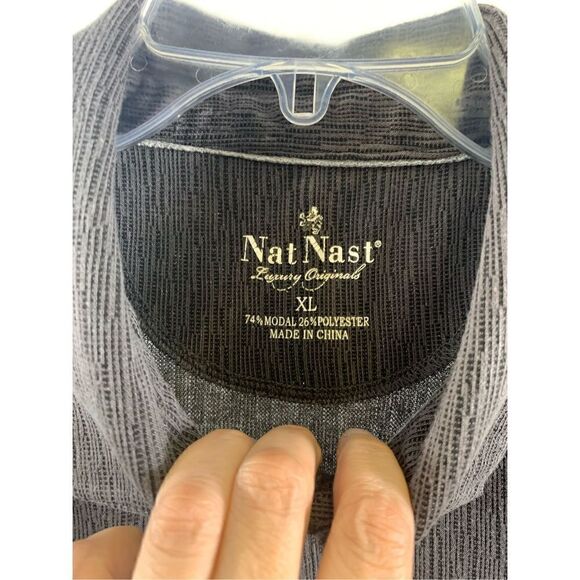 Nat Nast®
Luxury Originals
XL
74% MODAL 26% POLYESTER
MADE IN CHINA